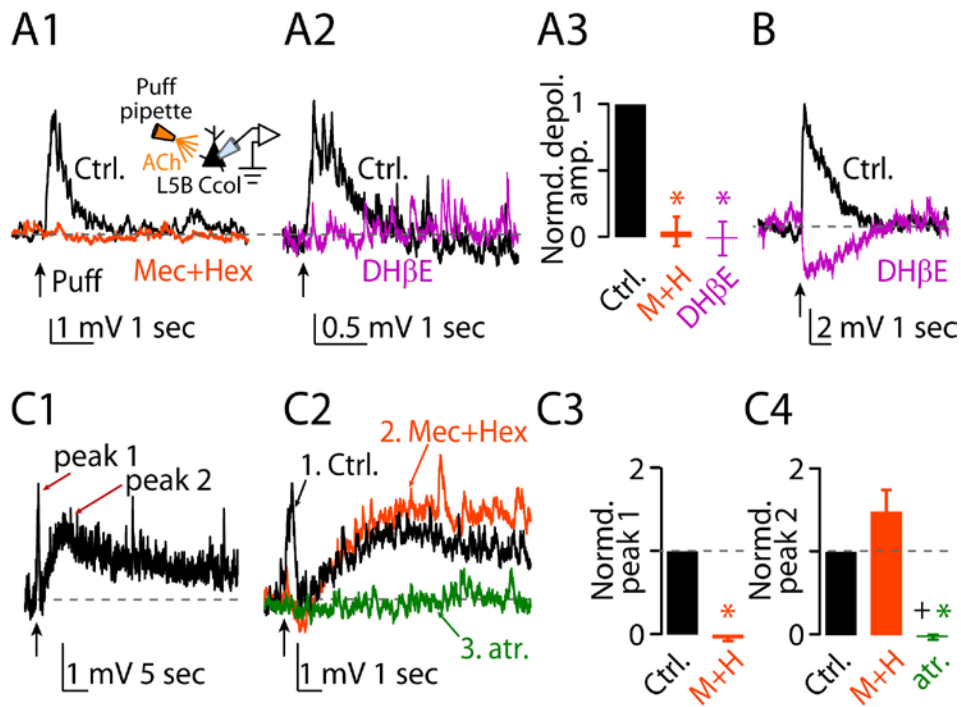 A1
Puff
pipette
ACh
L5B Ccol
Ctrl.
Mec+Hex
Puff
1 mV 1 sec
A2
Ctrl.
DHβE
0.5 mV 1 sec
A3
Normd. depol.
amp.
1
0
* *
Ctrl.
M+H
DHβE
B
Ctrl.
DHβE
2 mV 1 sec
C1
peak 1
peak 2
1 mV 5 sec
C2
1. Ctrl.
2. Mec+Hex
3. atr.
1 mV 1 sec
C3
Normd.
peak 1
2
1
0
*
Ctrl.
M+H
C4
Normd.
peak 2
2
1
0
+ *
Ctrl.
M+H
atr.